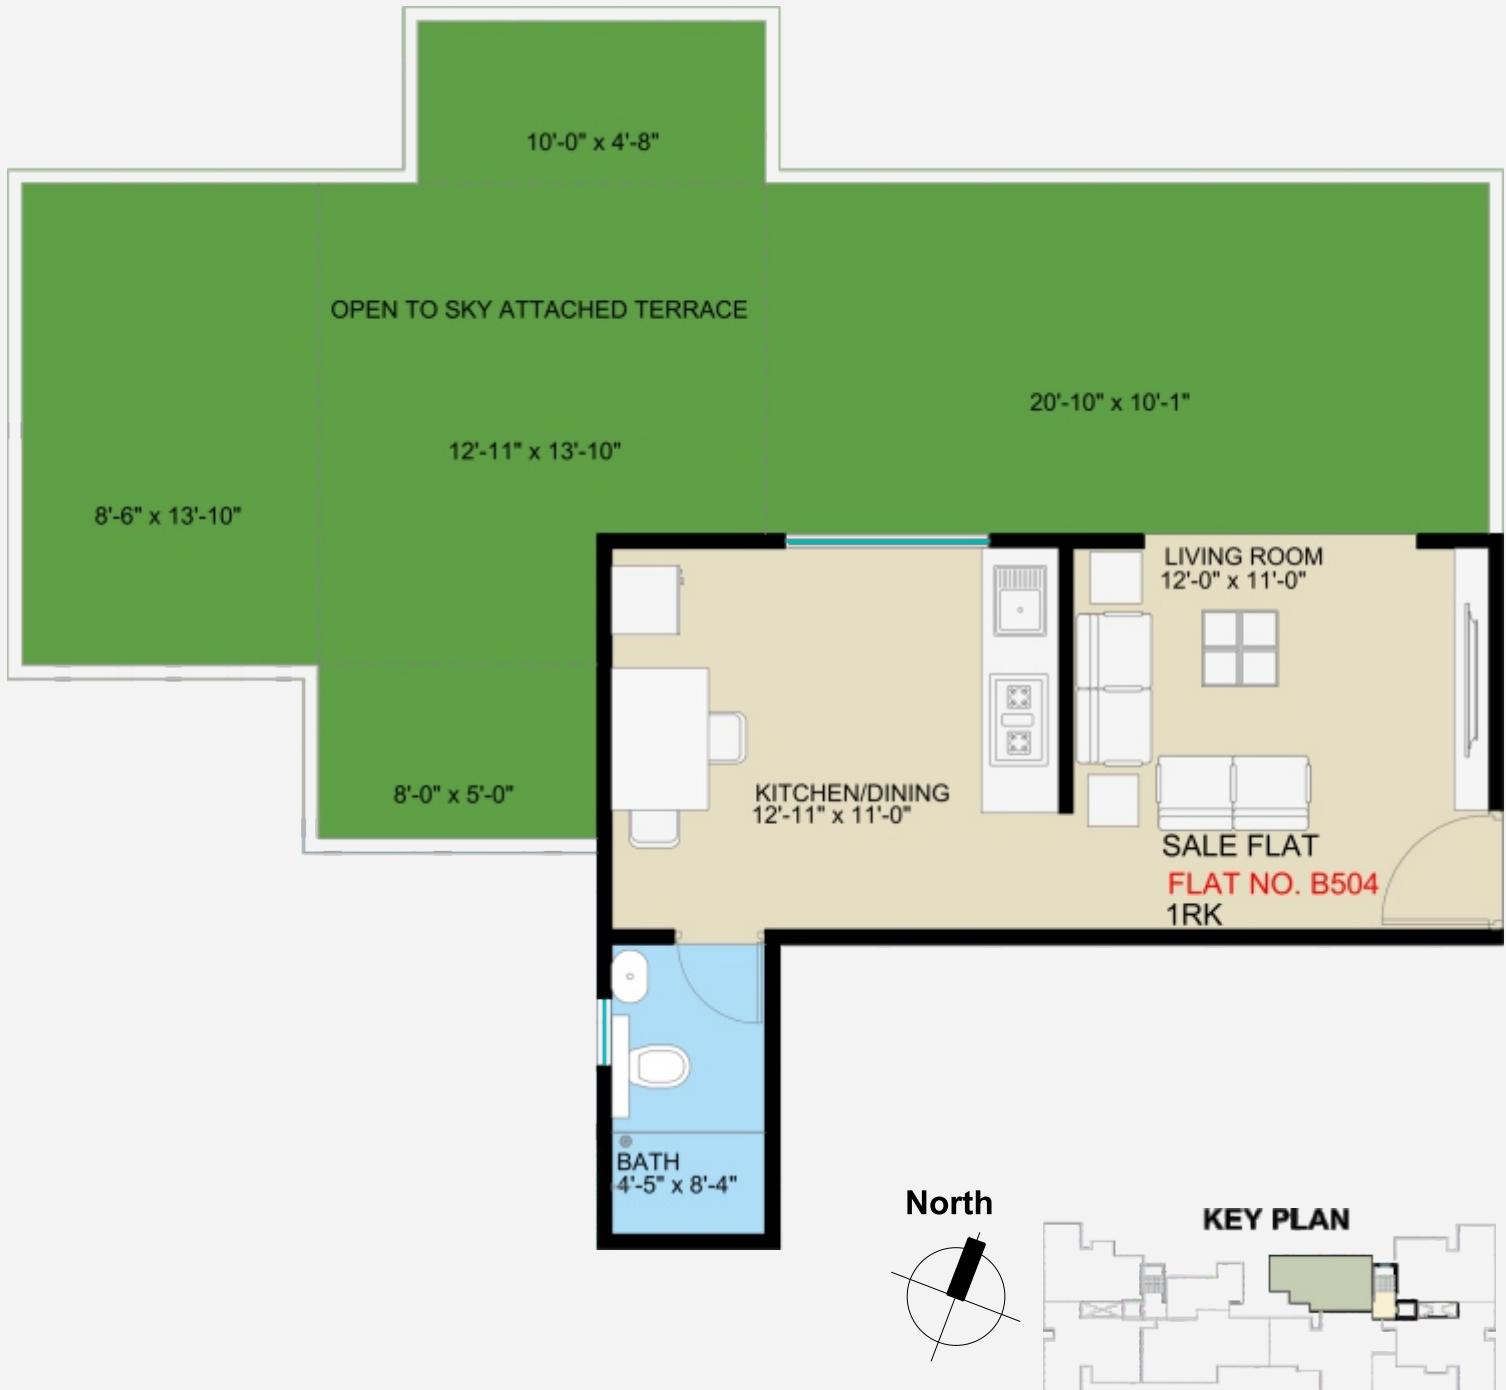 10'-0" x 4'-8"
OPEN TO SKY ATTACHED TERRACE
20'-10" x 10'-1"
12'-11" x 13'-10"
8'-6" x 13'-10"
LIVING ROOM
12'-0" x 11'-0"
8'-0" x 5'-0"
KITCHEN/DINING
12'-11" x 11'-0"
SALE FLAT
FLAT NO. B504
1RK
BATH
4'-5" x 8'-4"
North
KEY PLAN